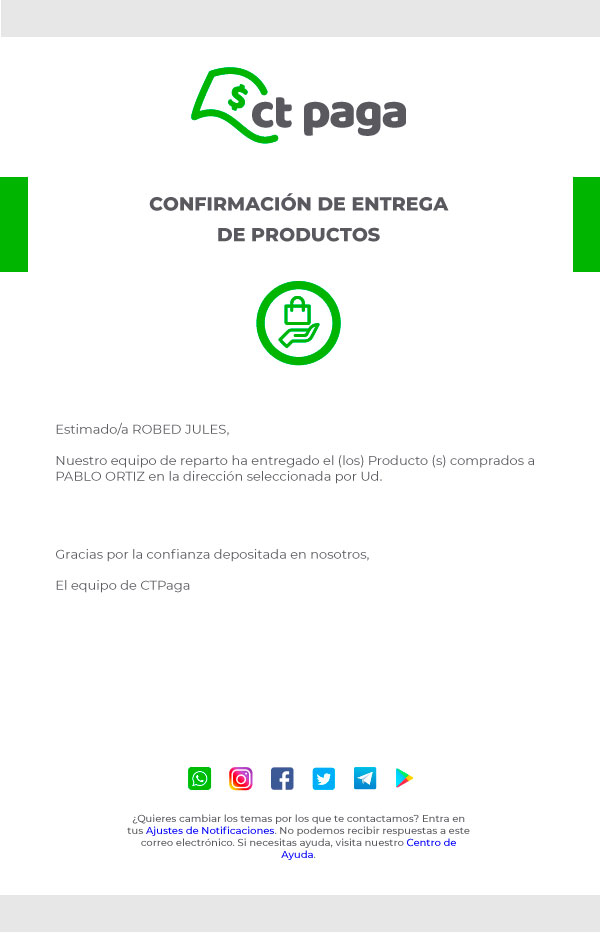 $ ct paga
CONFIRMACIÓN DE ENTREGA
DE PRODUCTOS
Estimado/a ROBED JULES,
Nuestro equipo de reparto ha entregado el (los) Producto (s) comprados a
PABLO ORTIZ en la dirección seleccionada por Ud.
Gracias por la confianza depositada en nosotros,
El equipo de CTPaga
¿Quieres cambiar los temas por los que te contactamos? Entra en
tus Ajustes de Notificaciones. No podemos recibir respuestas a este
correo electrónico. Si necesitas ayuda, visita nuestro Centro de
Ayuda.